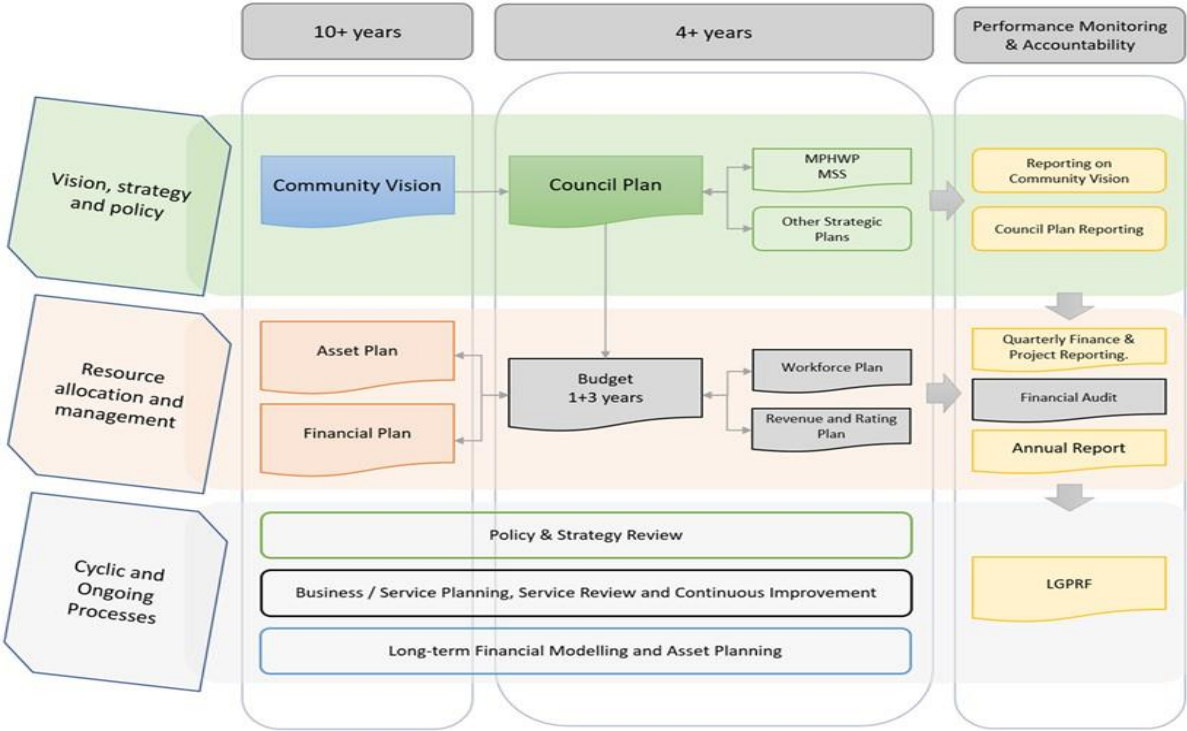 10+ years
4+ years
Performance Monitoring
& Accountability
Vision, strategy
and policy
Community Vision
Council Plan
MPHWP
MSS
Other Strategic
Plans
Reporting on
Community Vision
Council Plan Reporting
Resource
allocation and
management
Asset Plan
Financial Plan
Budget
1+3 years
Workforce Plan
Revenue and Rating
Plan
Quarterly Finance &
Project Reporting.
Financial Audit
Annual Report
Cyclic and
Ongoing
Processes
Policy & Strategy Review
Business / Service Planning, Service Review and Continuous Improvement
Long-term Financial Modelling and Asset Planning
LGPRF